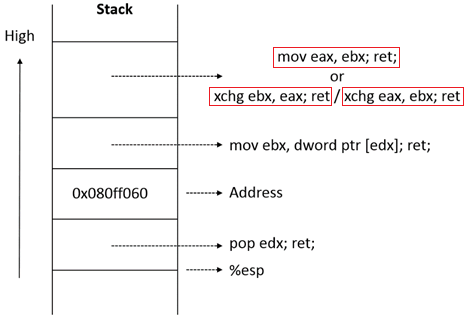 Stack
High
mov eax, ebx; ret;
or
xchg ebx, eax; ret / xchg eax, ebx; ret
mov ebx, dword ptr [edx]; ret;
0x080ff060
Address
pop edx; ret;
%esp